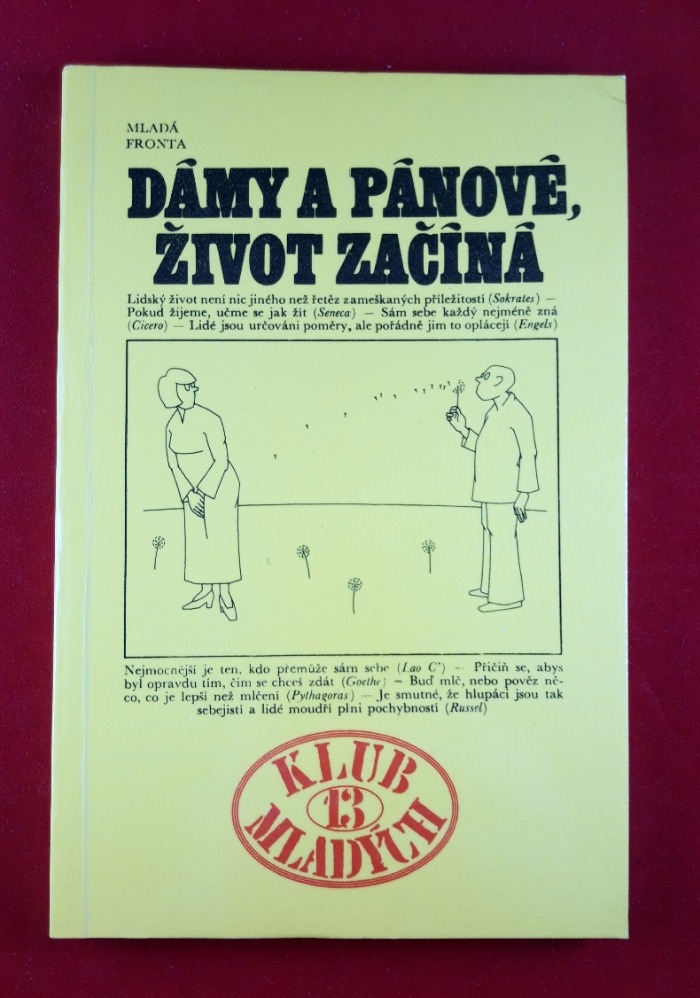 MLADÁ
FRONTA
DÁMY A PÁNOVÉ,
ŽIVOT ZAČÍNÁ
Lidský život není nic jiného než řetěz zameškaných příležitostí (Sokrates) —
Pokud žijeme, učme se jak žít (Seneca) — Sám sebe každý nejméně zná
(Cicero) — Lidé jsou určováni poměry, ale pořádně jim to oplácejí (Engels)
Nejmocnější je ten, kdo přemůže sám sebe (Lao C') — Přičiň se, abys
byl opravdu tím, čím se chceš zdát (Goethe) — Buď mlč, nebo pověz ně-
co, co je lepší než mlčení (Pythagoras) — Je smutné, že hlupáci jsou tak
sebejistí a lidé moudří plni pochybností (Russel)
KLUB
13
MLADÝCH